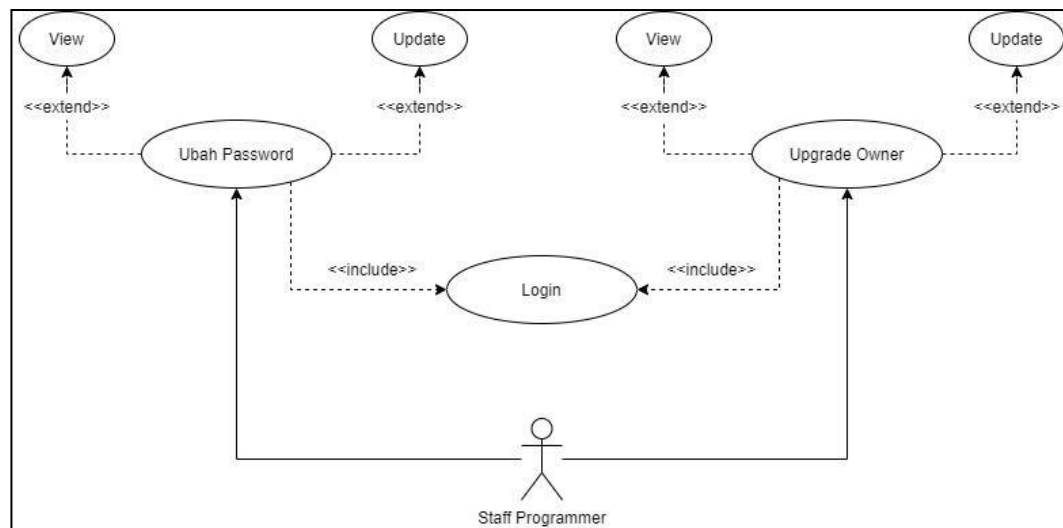 View
Update
View
Update
<<extend>>
<<extend>>
<<extend>>
<<extend>>
Ubah Password
Upgrade Owner
<<include>>
<<include>>
Login
Staff Programmer